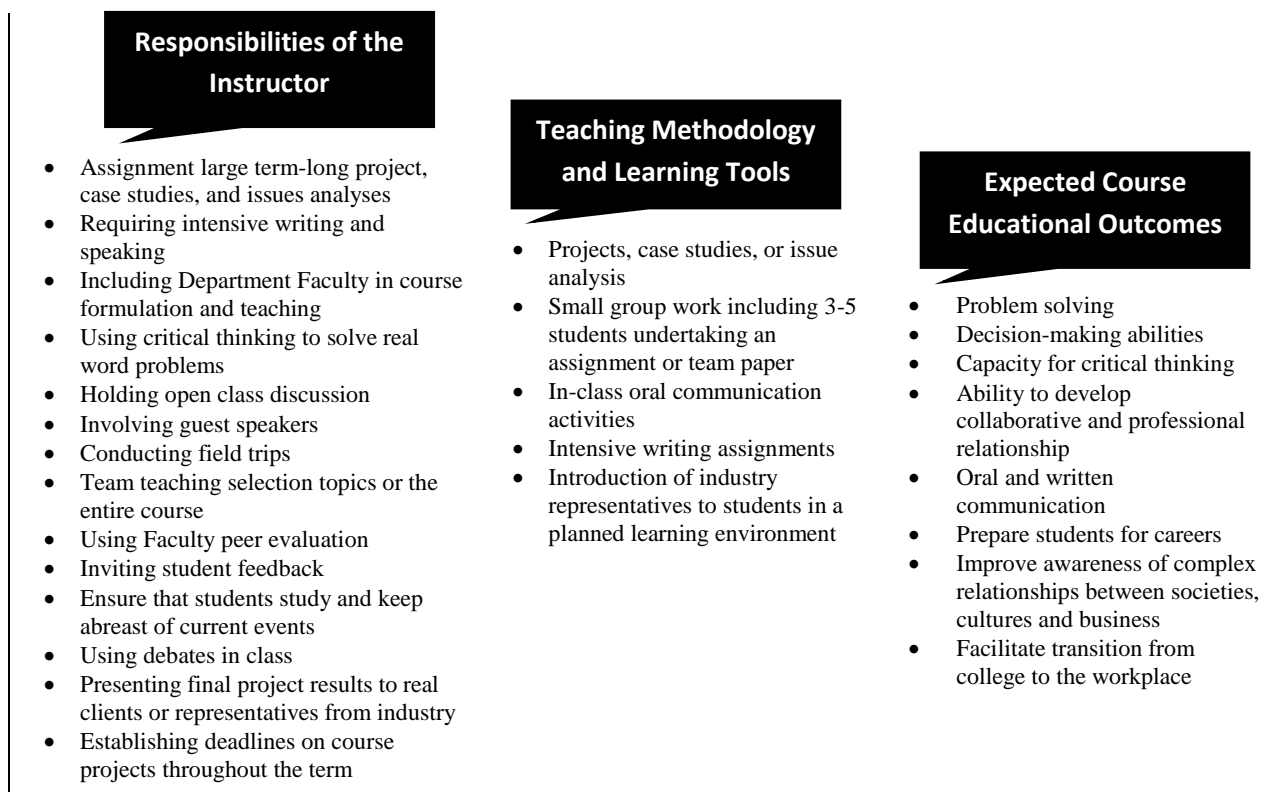 Responsibilities of the
Instructor
• Assignment large term-long project,
case studies, and issues analyses
• Requiring intensive writing and
speaking
• Including Department Faculty in course
formulation and teaching
• Using critical thinking to solve real
word problems
• Holding open class discussion
• Involving guest speakers
• Conducting field trips
• Team teaching selection topics or the
entire course
• Using Faculty peer evaluation
• Inviting student feedback
• Ensure that students study and keep
abreast of current events
• Using debates in class
• Presenting final project results to real
clients or representatives from industry
• Establishing deadlines on course
projects throughout the term
Teaching Methodology
and Learning Tools
• Projects, case studies, or issue
analysis
• Small group work including 3-5
students undertaking an
assignment or team paper
• In-class oral communication
activities
• Intensive writing assignments
• Introduction of industry
representatives to students in a
planned learning environment
Expected Course
Educational Outcomes
• Problem solving
• Decision-making abilities
• Capacity for critical thinking
• Ability to develop
collaborative and professional
relationship
• Oral and written
communication
• Prepare students for careers
• Improve awareness of complex
relationships between societies,
cultures and business
• Facilitate transition from
college to the workplace